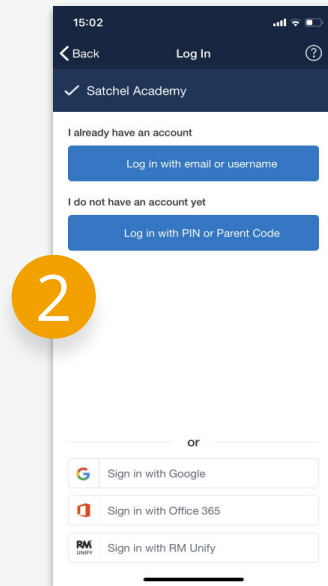 15:02
Back
Log In
?
Satchel Academy
I already have an account
Log in with email or username
I do not have an account yet
Log in with PIN or Parent Code
2
or
G Sign in with Google
Sign in with Office 365
RM
UNIFY
Sign in with RM Unify